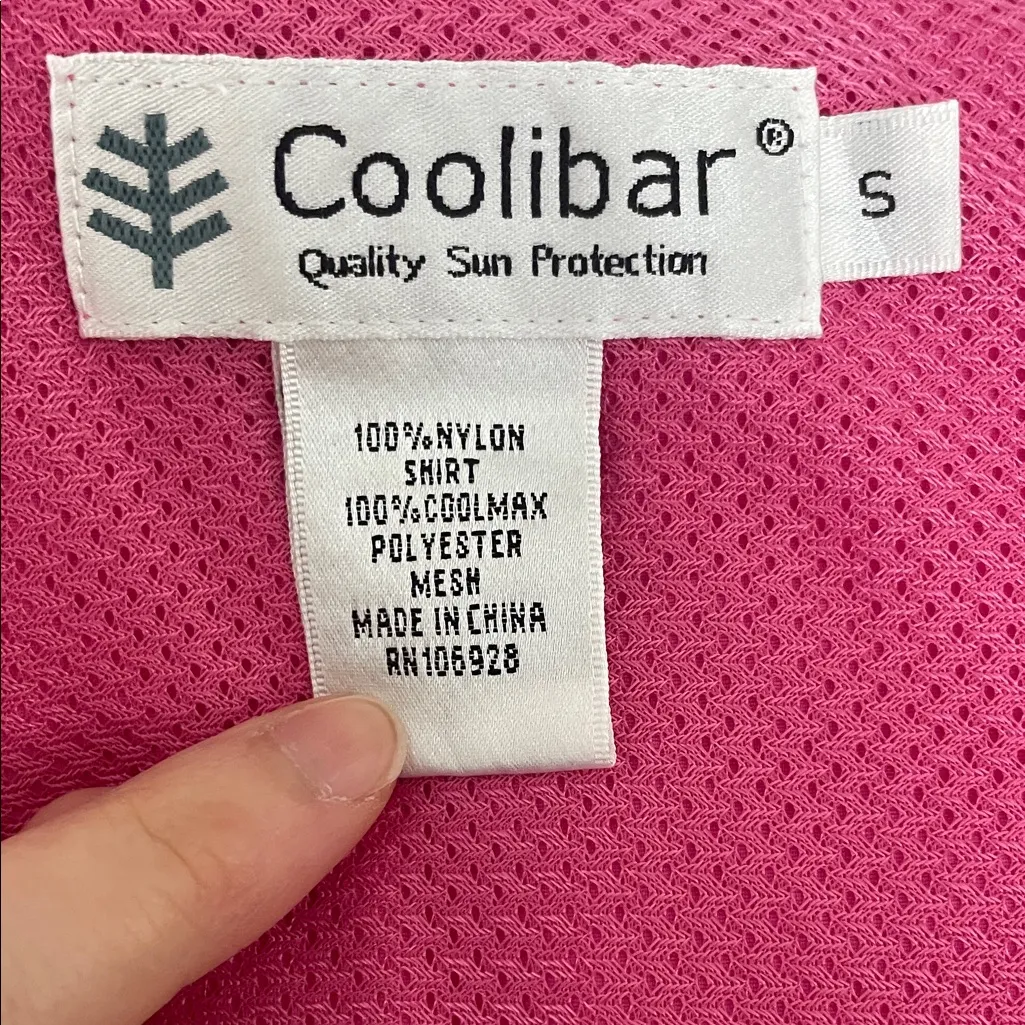 Coolibar®
S
Quality Sun Protection
100%NYLON
SHIRT
100%COOLMAX
POLYESTER
MESH
MADE IN CHINA
RN106928